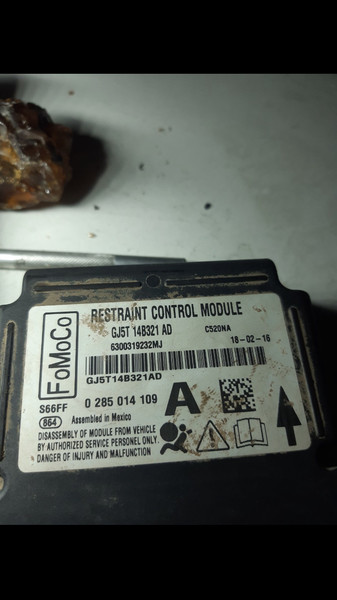 FoMoCo
RESTRAINT CONTROL MODULE
GJ5T 14B321 AD C520NA
6300319232MJ 18-02-16
GJ5T14B321AD
S66FF 0 285 014 109 A
864 Assembled in Mexico
DISASSEMBLY OF MODULE FROM VEHICLE
BY AUTHORIZED SERVICE PERSONEL ONLY.
DANGER OF INJURY AND MALFUNCTION